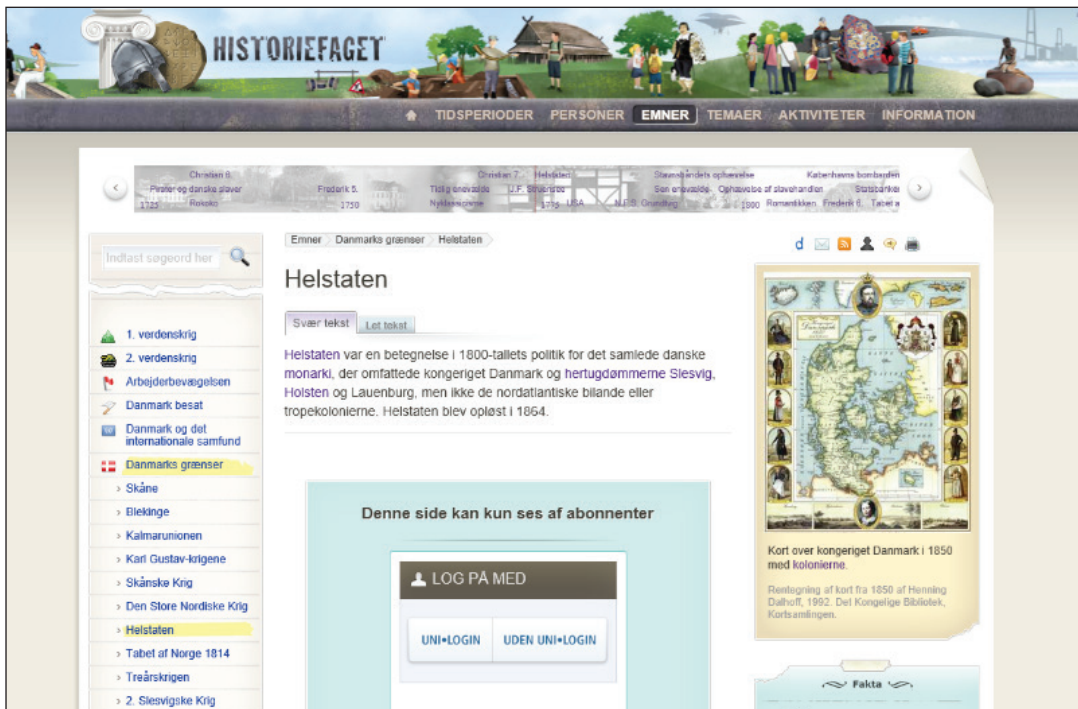 HISTORIEFAGET
TIDSPERIODER PERSONER EMNER TEMAER AKTIVITETER INFORMATION
Christian 6. Christian 7. Helstaten Stavnsbåndets ophævelse Københavns bombarden
Pirater og danske slaver Frederik 5. Tidlig enevælde J.F. Struensee Sen enevælde Ophævelse af slavehandlen Statsbanker
1725 Rokoko 1750 Nyklassicisme 1775 USA N.F.S. Grundtvig 1800 Romantikken Frederik 6. Tabet a
Indtast søgeord her
1. verdenskrig
2. verdenskrig
Arbejderbevægelsen
Danmark besat
Danmark og det
internationale samfund
Danmarks grænser
Skåne
Blekinge
Kalmarunionen
Karl Gustav-krigene
Skånske Krig
Den Store Nordiske Krig
Helstaten
Tabet af Norge 1814
Treårskrigen
2. Slesvigske Krig
Emner Danmarks grænser Helstaten
Helstaten
Svær tekst Let tekst
Helstaten var en betegnelse i 1800-tallets politik for det samlede danske
monarki, der omfattede kongeriget Danmark og hertugdømmerne Slesvig,
Holsten og Lauenburg, men ikke de nordatlantiske bilande eller
tropekolonierne. Helstaten blev opløst i 1864.
Denne side kan kun ses af abonnenter
LOG PÅ MED
UNI•LOGIN UDEN UNI•LOGIN
Kort over kongeriget Danmark i 1850
med kolonierne.
Rentegning af kort fra 1850 af Henning
Dalhoff, 1992. Det Kongelige Bibliotek,
Kortsamlingen.
Fakta